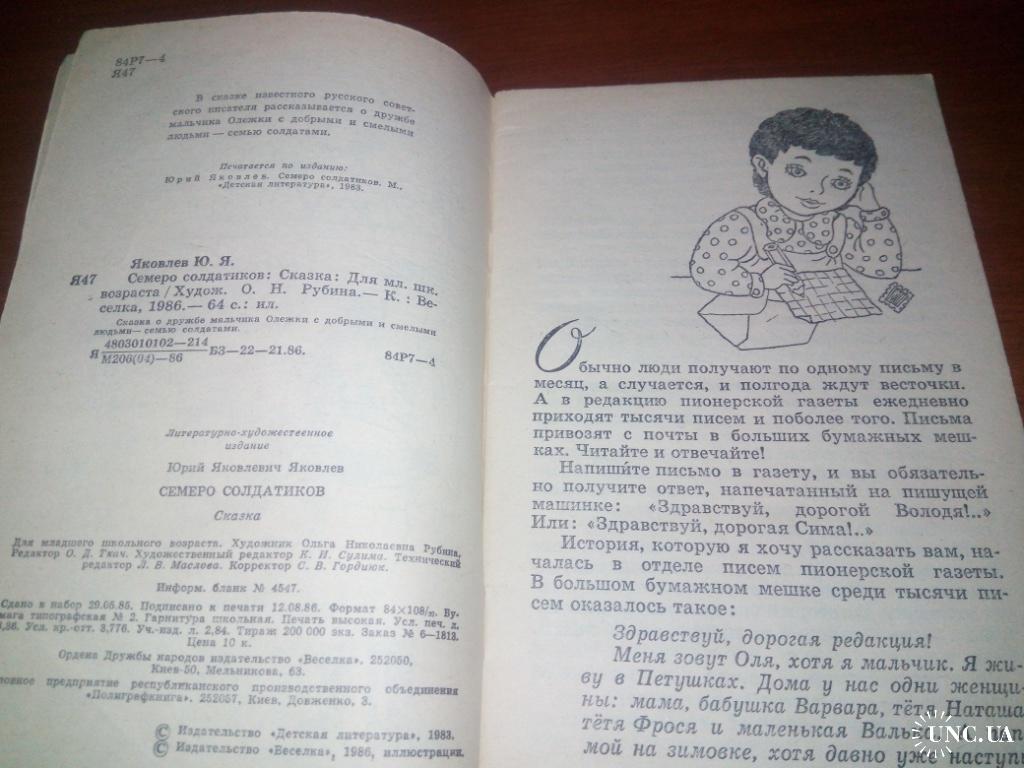 84Р7—4
Я47
В сказке известного русского совет-
ского писателя рассказывается о дружбе
мальчика Олежки с добрыми и смелыми
людьми — семью солдатами.
Печатается по изданию:
Юрий Яковлев. Семеро солдатиков. М.,
«Детская литература», 1983.
Яковлев Ю. Я.
Я47 Семеро солдатиков: Сказка: Для мл. шк.
возраста / Худож. О. Н. Рубина.— К. : Ве-
селка, 1986.— 64 с.: ил.
Сказка о дружбе мальчика Олежки с добрыми и смелыми
людьми— семью солдатами.
Я 4803010102—214
М206(04)—86 БЗ—22—21.86. 84Р7—4
Литературно-художественное
издание
Юрий Яковлевич Яковлев
СЕМЕРО СОЛДАТИКОВ
Сказка
Для младшего школьного возраста. Художник Ольга Николаевна Рубина,
Редактор О. Д. Ткач. Художественный редактор К. И. Сулима. Технический
редактор Л. В. Маслова. Корректор С. В. Гордиюк.
Информ. бланк № 4547.
Сдано в набор 29.05.85. Подписано к печати 12.08.86. Формат 84×108/ Бу-
мага типографская № 2. Гарнитура школьная. Печать высокая. Усл. печ. л.
Усл. кр.-отт. 3,776. Уч.-изд. л. 2,84. Тираж 200 000 экз. Заказ № 6—1813.
Цена 10 к.
Ордена Дружбы народов издательство «Веселка». 252050,
Киев-50, Мельникова, 63.
предприятие республиканского производственного объединения
«Полиграфкнига». 252057, Киев, Довженко, 3.
© Издательство «Детская литература», 1983.
© Издательство «Веселка», 1986, иллюстрации.
Обычно люди получают по одному письму в
месяц, а случается, и полгода ждут весточки.
А в редакцию пионерской газеты ежедневно
приходят тысячи писем и поболее того. Письма
привозят с почты в больших бумажных меш-
ках. Читайте и отвечайте!
Напишите письмо в газету, и вы обязатель-
но получите ответ, напечатанный на пишущей
машинке: «Здравствуй, дорогой Володя!..»
Или: «Здравствуй, дорогая Сима!..»
История, которую я хочу рассказать вам, на-
чалась в отделе писем пионерской газеты.
В большом бумажном мешке среди тысячи пи-
сем оказалось такое:
Здравствуй, дорогая редакция!
Меня зовут Оля, хотя я мальчик. Я жи-
ву в Петушках. Дома у нас одни женщи-
ны: мама, бабушка Варвара, тётя Наташа
тётя Фрося и маленькая Валька.
мой на зимовке, хотя давно уже наступ
UNC.UA